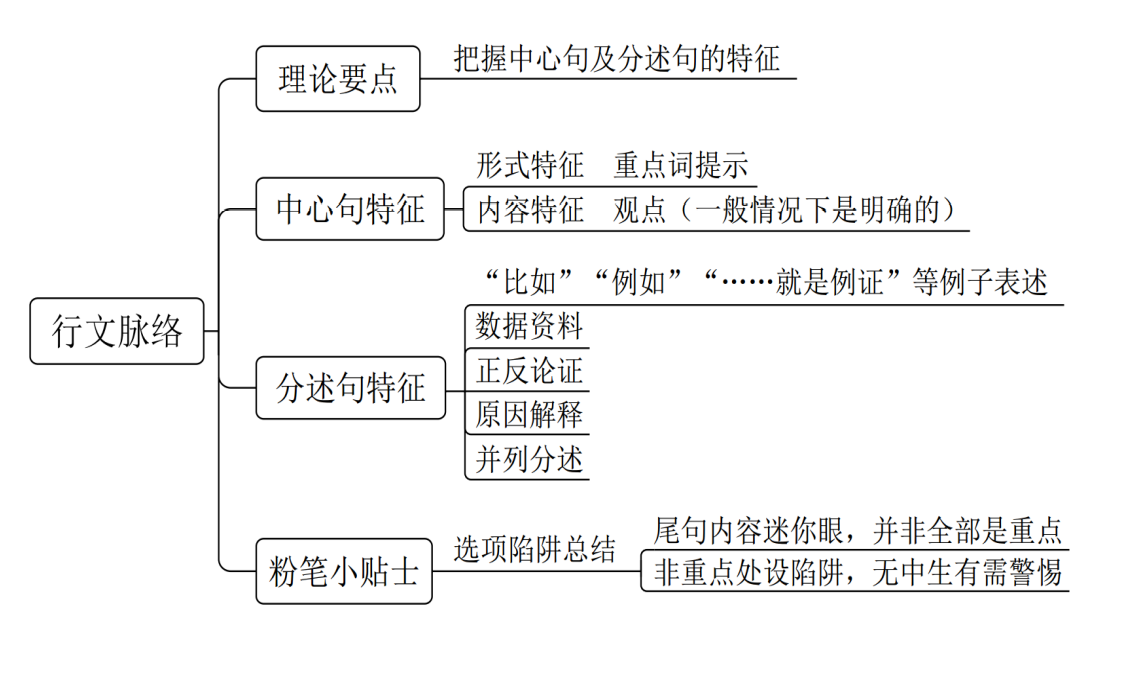 理论要点
把握中心句及分述句的特征
中心句特征
形式特征 重点词提示
内容特征 观点（一般情况下是明确的）
行文脉络
分述句特征
“比如”“例如”“……就是例证”等例子表述
数据资料
正反论证
原因解释
并列分述
粉笔小贴士
选项陷阱总结
尾句内容迷你眼，并非全部是重点
非重点处设陷阱，无中生有需警惕